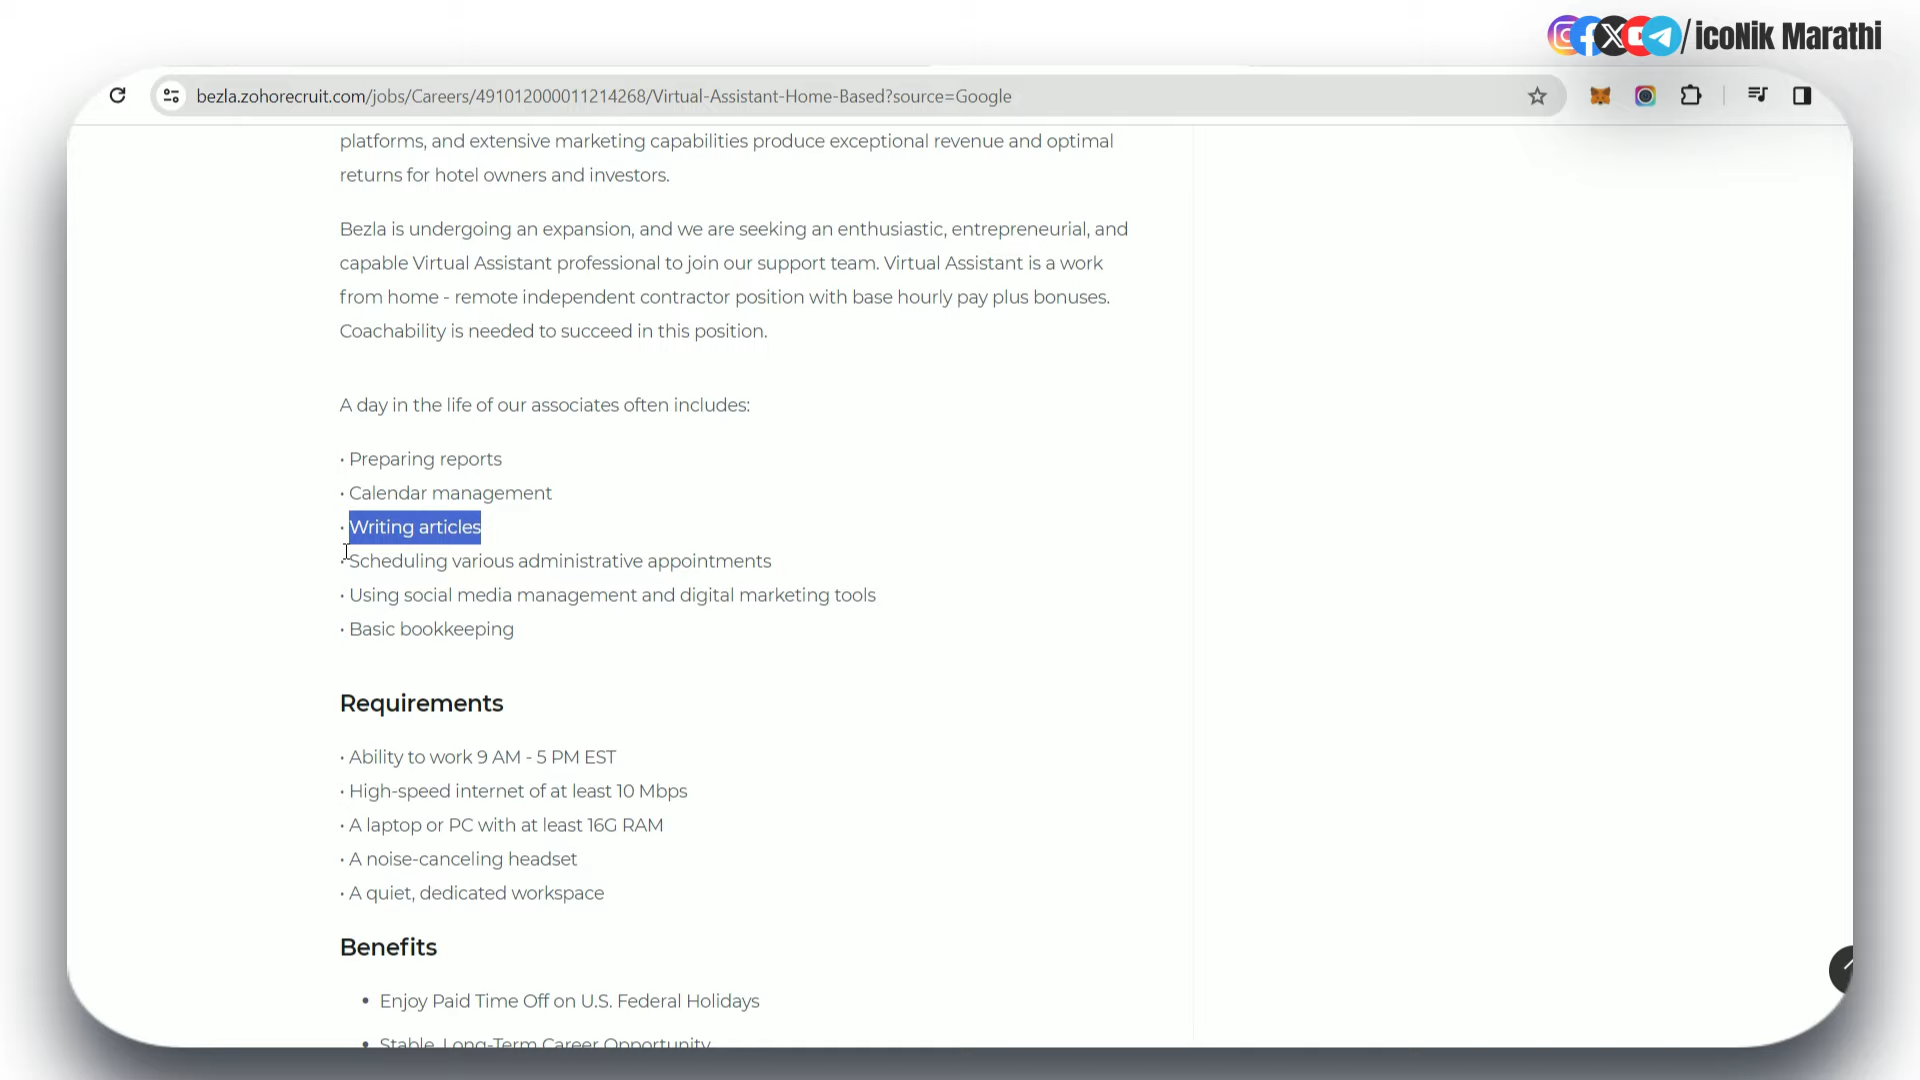 /icoNik Marathi
bezla.zohorecruit.com/jobs/Careers/491012000011214268/Virtual-Assistant-Home-Based?source=Google
platforms, and extensive marketing capabilities produce exceptional revenue and optimal
returns for hotel owners and investors.
Bezla is undergoing an expansion, and we are seeking an enthusiastic, entrepreneurial, and
capable Virtual Assistant professional to join our support team. Virtual Assistant is a work
from home - remote independent contractor position with base hourly pay plus bonuses.
Coachability is needed to succeed in this position.
A day in the life of our associates often includes:
· Preparing reports
· Calendar management
· Writing articles
· Scheduling various administrative appointments
· Using social media management and digital marketing tools
· Basic bookkeeping
Requirements
· Ability to work 9 AM - 5 PM EST
· High-speed internet of at least 10 Mbps
· A laptop or PC with at least 16G RAM
· A noise-canceling headset
· A quiet, dedicated workspace
Benefits
• Enjoy Paid Time Off on U.S. Federal Holidays
• Stable, Long-Term Career Opportunity